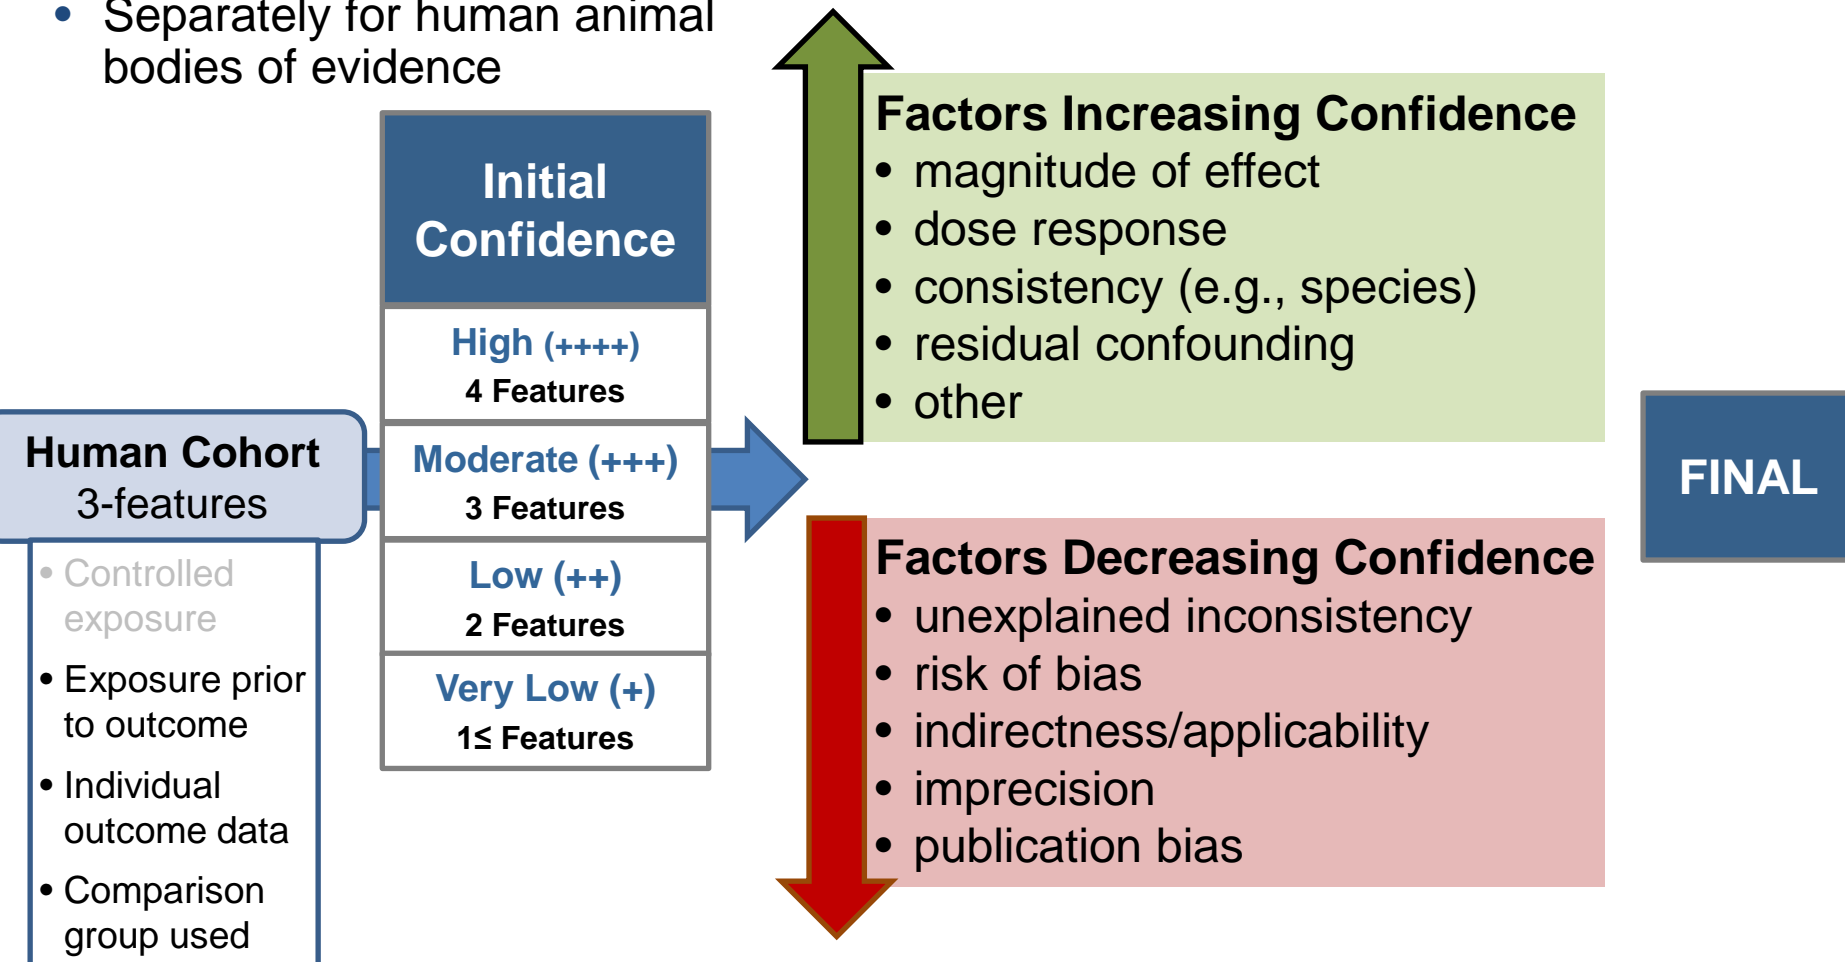 • Separately for human animal
bodies of evidence
Initial
Confidence
High (++++)
4 Features
Moderate (+++)
3 Features
Low (++)
2 Features
Very Low (+)
1≤ Features
Human Cohort
3-features
• Controlled
exposure
• Exposure prior
to outcome
• Individual
outcome data
• Comparison
group used
Factors Increasing Confidence
• magnitude of effect
• dose response
• consistency (e.g., species)
• residual confounding
• other
Factors Decreasing Confidence
• unexplained inconsistency
• risk of bias
• indirectness/applicability
• imprecision
• publication bias
FINAL